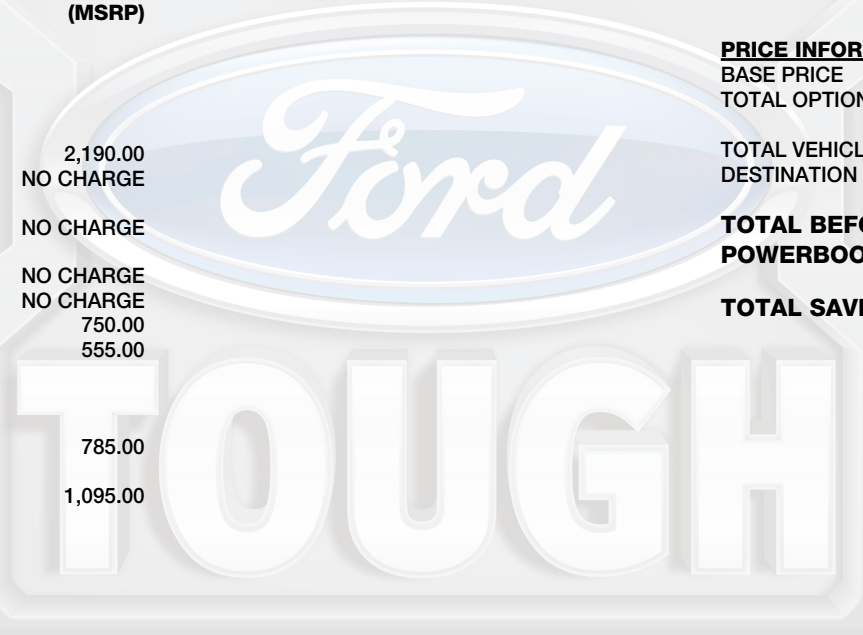 (MSRP)
2,190.00
NO CHARGE
NO CHARGE
NO CHARGE
NO CHARGE
750.00
555.00
785.00
1,095.00
PRICE INFOR
BASE PRICE
TOTAL OPTION
TOTAL VEHICL
DESTINATION
TOTAL BEFO
POWERBOO
TOTAL SAVI
Ford
TOUGH